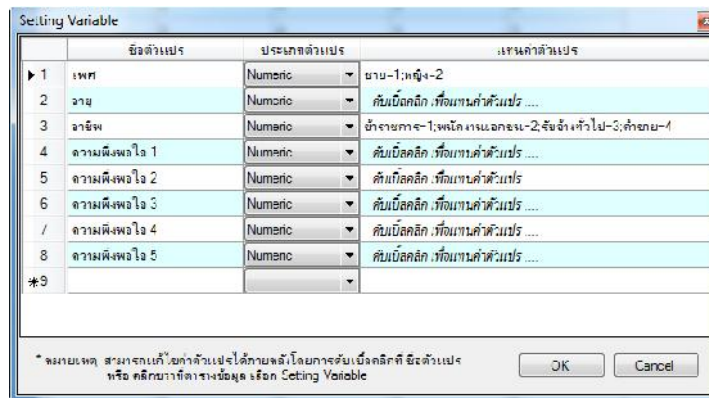 Setting Variable
ชื่อตัวแปร ประเภทตัวแปร แทนค่าตัวแปร
1 เพศ Numeric ชาย-1;หญิง-2
2 อายุ Numeric ดับเบิ้ลคลิก เพื่อแทนค่าตัวแปร ....
3 อาชีพ Numeric ข้าราชการ-1;พนักงานเอกชน-2;รับจ้างทั่วไป-3;ค้าขาย-4
4 ความพึงพอใจ 1 Numeric ดับเบิ้ลคลิก เพื่อแทนค่าตัวแปร ....
5 ความพึงพอใจ 2 Numeric ดับเบิ้ลคลิก เพื่อแทนค่าตัวแปร
6 ความพึงพอใจ 3 Numeric ดับเบิ้ลคลิก เพื่อแทนค่าตัวแปร ....
7 ความพึงพอใจ 4 Numeric ดับเบิ้ลคลิก เพื่อแทนค่าตัวแปร ....
8 ความพึงพอใจ 5 Numeric ดับเบิ้ลคลิก เพื่อแทนค่าตัวแปร ....
*9
* หมายเหตุ สามารถแก้ไขค่าตัวแปรได้ภายหลังโดยการดับเบิ้ลคลิกที่ ชื่อตัวแปร
หรือ คลิกขวาที่ตารางข้อมูล เลือก Setting Variable
OK Cancel